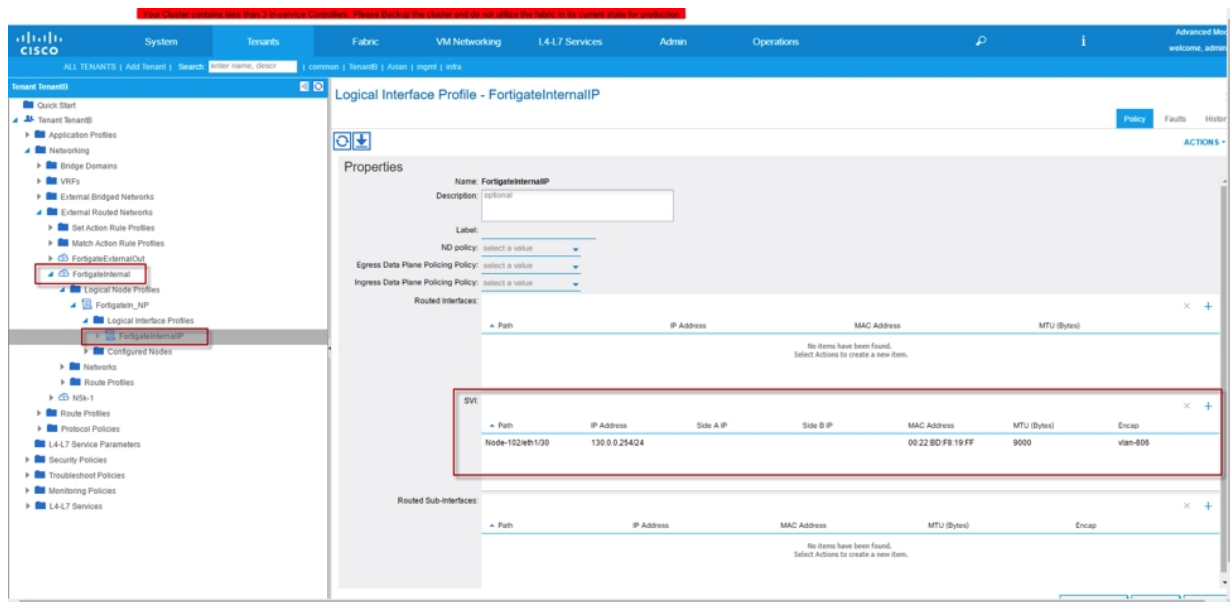 Your Cluster contains less than 3 in-service Controllers. Please Backup the cluster and do not utilize the fabric in its current state for production.
CISCO
System Tenants Fabric VM Networking L4-L7 Services Admin Operations i
Advanced Mod
welcome, admin
ALL TENANTS | Add Tenant | Search: enter name, descr | common | TenantB | Avian | mgmt | infra
Tenant TenantB
Quick Start
Tenant TenantB
Application Profiles
Networking
Bridge Domains
VRFs
External Bridged Networks
External Routed Networks
Set Action Rule Profiles
Match Action Rule Profiles
FortigateExternalOut
FortigateInternal
Logical Node Profiles
FortigateIn_NP
Logical Interface Profiles
FortigateInternalIP
Configured Nodes
Networks
Route Profiles
N5k-1
Route Profiles
Protocol Policies
L4-L7 Service Parameters
Security Policies
Troubleshoot Policies
Monitoring Policies
L4-L7 Services
Logical Interface Profile - FortigateInternalIP
Policy Faults Histor
ACTIONS
Properties
Name: FortigateInternalIP
Description: optional
Label:
ND policy: select a value
Egress Data Plane Policing Policy: select a value
Ingress Data Plane Policing Policy: select a value
Routed Interfaces:
Path IP Address MAC Address MTU (Bytes)
No items have been found.
Select Actions to create a new item.
SVI:
Path IP Address Side A IP Side B IP MAC Address MTU (Bytes) Encap
Node-102/eth1/30 130.0.0.254/24 00:22:BD:F8:19:FF 9000 vlan-806
Routed Sub-Interfaces:
Path IP Address MAC Address MTU (Bytes) Encap
No items have been found.
Select Actions to create a new item.